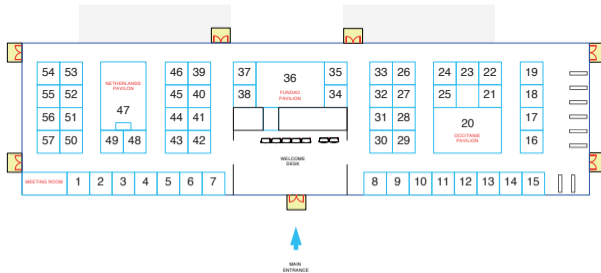 54 53 46 39 37 36 35 33 26 24 23 22 19
NETHERLANDS
PAVILON
55 52 45 40 38 FUNDAO 34 32 27 25 21 18
PAVILION
47
56 51 44 41 31 28 20 17
OCCITANIE
PAVILION
57 50 49 48 43 42 30 29 16
WELCOME
DESK
MEETING ROOM 1 2 3 4 5 6 7 8 9 10 11 12 13 14 15
MAIN
ENTRANCE